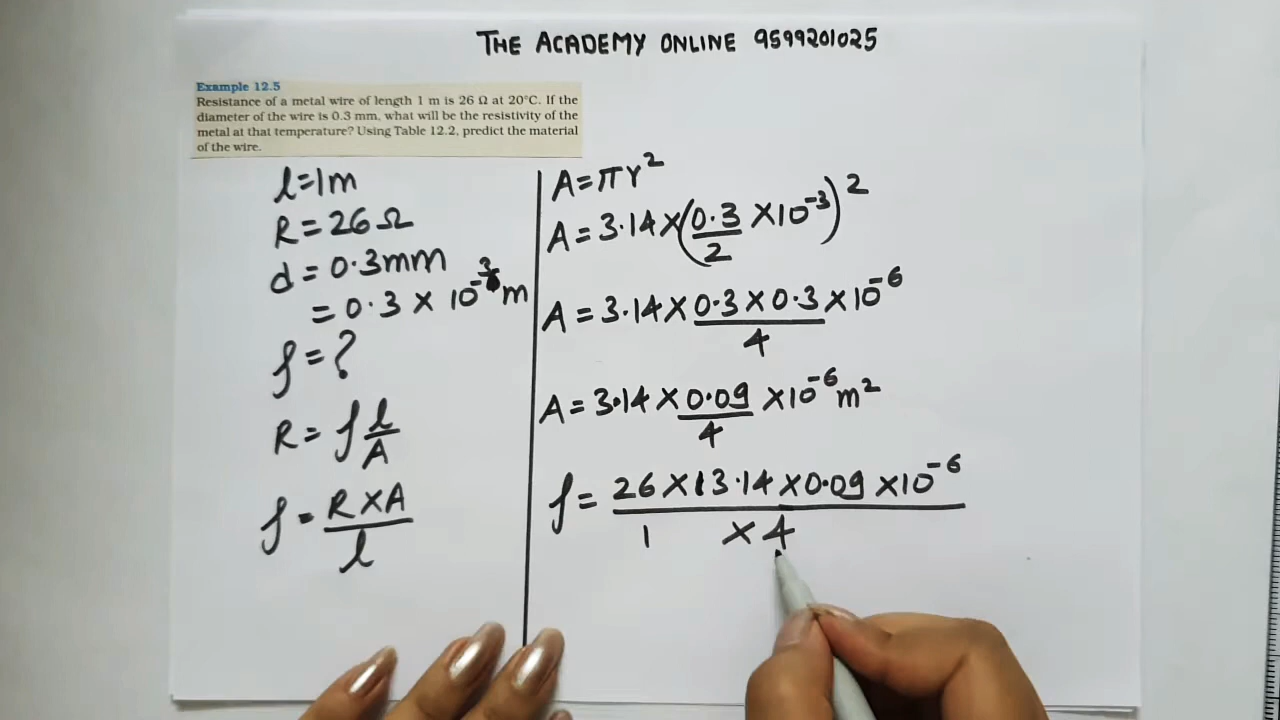 THE ACADEMY ONLINE 9599201025
Example 12.5
Resistance of a metal wire of length 1 m is 26 Ω at 20°C. If the
diameter of the wire is 0.3 mm, what will be the resistivity of the
metal at that temperature? Using Table 12.2, predict the material
of the wire.
l=1m
R=26Ω
d=0.3mm
=0.3×10⁻³m
ρ=?
R=ρ l/A
ρ=R×A/l
A=πr²
A=3.14×(0.3/2 ×10⁻³)²
A=3.14×0.3×0.3/4×10⁻⁶
A=3.14×0.09/4 ×10⁻⁶m²
ρ=26×13.14×0.09×10⁻⁶
1 ×4